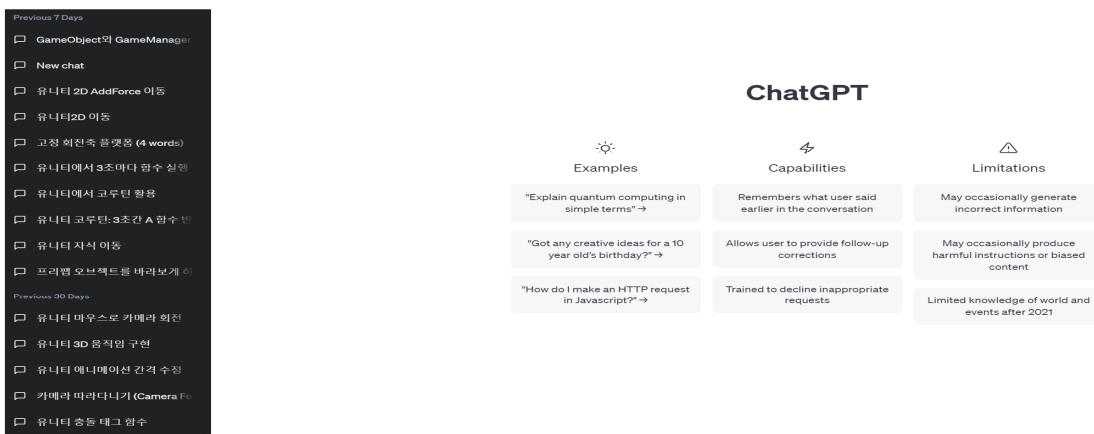 Previous 7 Days
GameObject와 GameManager
New chat
유니티 2D AddForce 이동
유니티2D 이동
고정 회전축 플랫폼 (4 words)
유니티에서 3초마다 함수 실행
유니티에서 코루틴 활용
유니티 코루틴: 3초간 A 함수 반
유니티 자식 이동
프리팹 오브젝트를 바라보게 하
Previous 30 Days
유니티 마우스로 카메라 회전
유니티 3D 움직임 구현
유니티 애니메이션 간격 수정
카메라 따라다니기 (Camera Fo
유니티 충돌 태그 함수
ChatGPT
Examples
"Explain quantum computing in
simple terms" →
"Got any creative ideas for a 10
year old's birthday?" →
"How do I make an HTTP request
in Javascript?" →
Capabilities
Remembers what user said
earlier in the conversation
Allows user to provide follow-up
corrections
Trained to decline inappropriate
requests
Limitations
May occasionally generate
incorrect information
May occasionally produce
harmful instructions or biased
content
Limited knowledge of world and
events after 2021